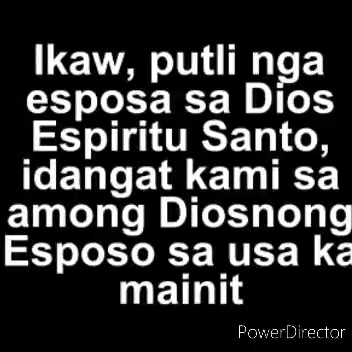 Ikaw, putli nga
esposa sa Dios
Espiritu Santo,
idangat kami sa
among Diosnong
Esposo sa usa ka
mainit
PowerDirector